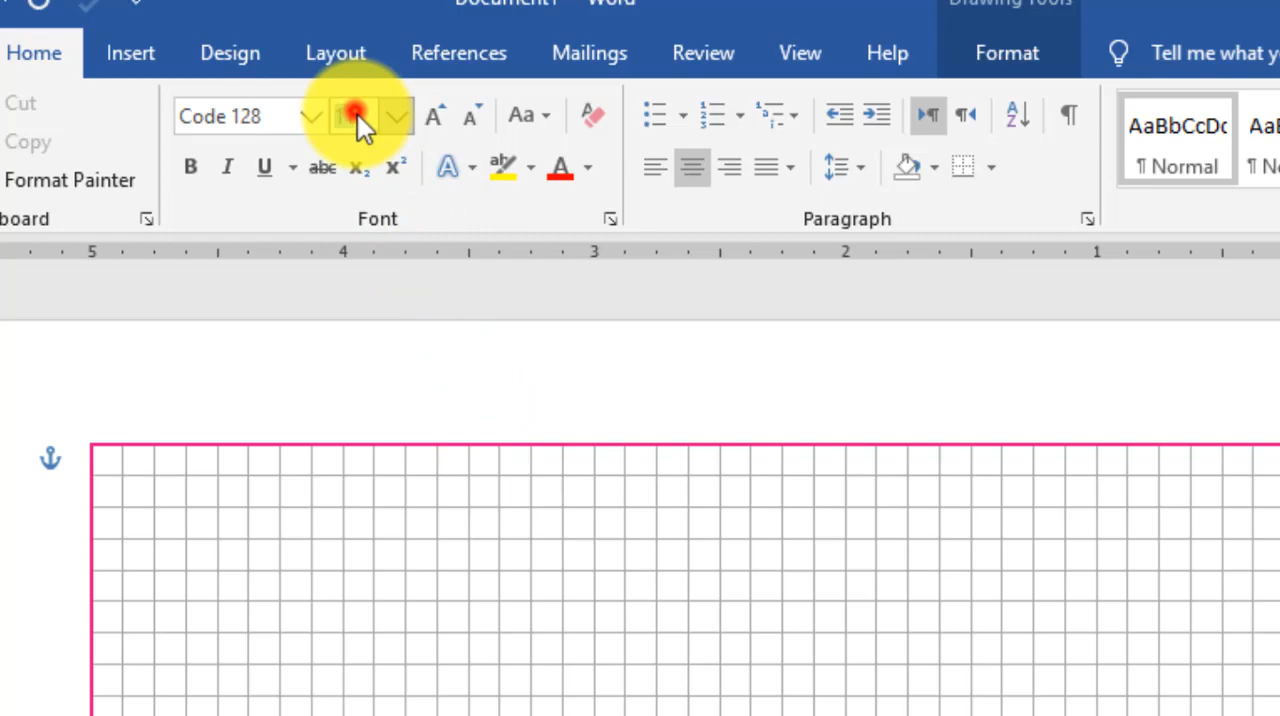 Home Insert Design Layout References Mailings Review View Help Format Tell me what
Cut
Copy
Format Painter
Code 128
Aa
B I U abc x₂ x² A ab A
AaBbCcDc
¶ Normal
Font
Paragraph
5 4 3 2 1